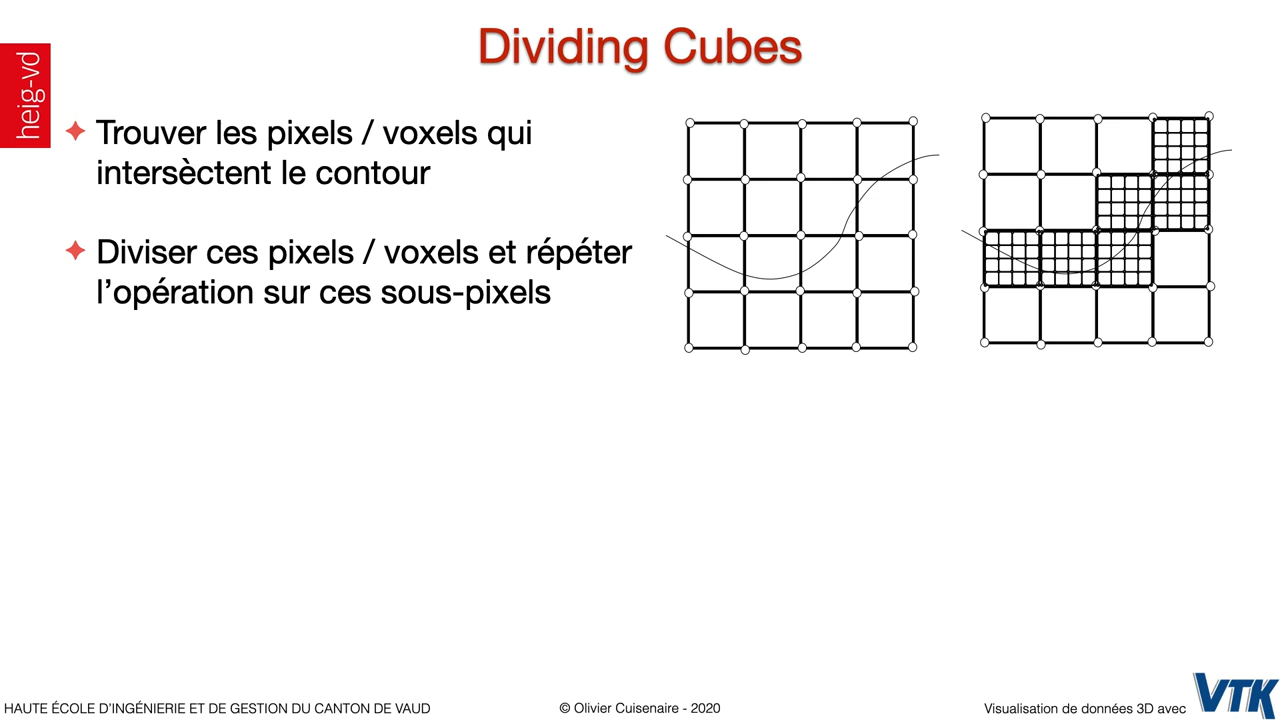 Dividing Cubes
heig-vd
Trouver les pixels / voxels qui
intersèctent le contour
Diviser ces pixels / voxels et répéter
l’opération sur ces sous-pixels
HAUTE ÉCOLE D'INGÉNIERIE ET DE GESTION DU CANTON DE VAUD
© Olivier Cuisenaire - 2020
Visualisation de données 3D avec
VTK